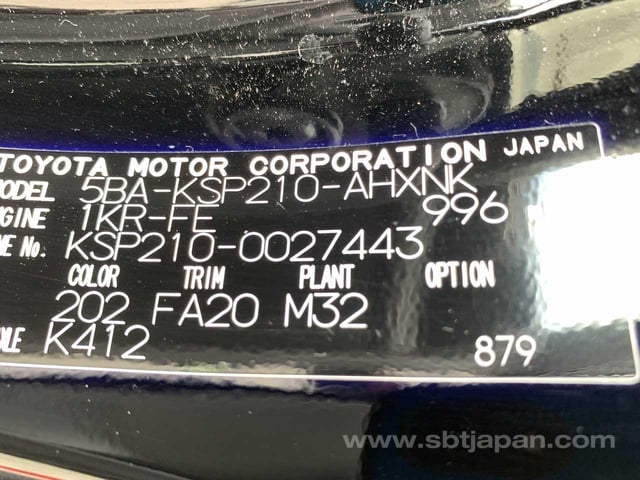 TOYOTA MOTOR CORPORATION JAPAN
MODEL 5BA-KSP210-AHXNK
GINE 1KR-FE 996
E No. KSP210-0027443
COLOR TRIM PLANT OPTION
202 FA20 M32
LE K412 879
www.sbtjapan.com